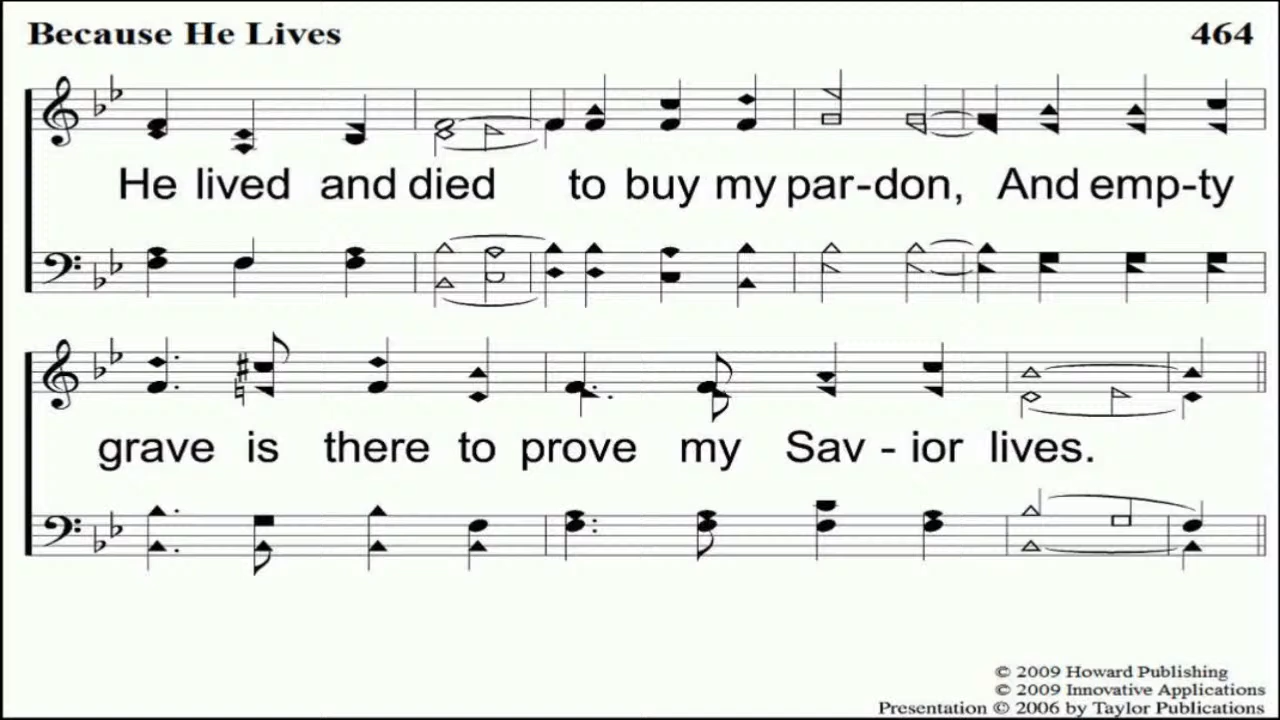 Because He Lives 464
He lived and died to buy my par-don, And emp-ty
grave is there to prove my Sav - ior lives.
© 2009 Howard Publishing
© 2009 Innovative Applications
Presentation © 2006 by Taylor Publications